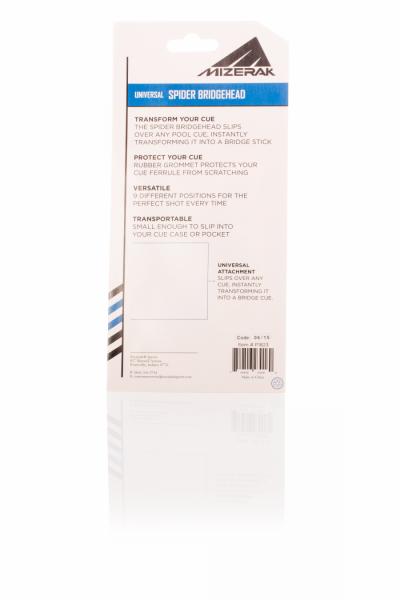 MIZERAK
UNIVERSAL SPIDER BRIDGEHEAD
TRANSFORM YOUR CUE
THE SPIDER BRIDGEHEAD SLIPS
OVER ANY POOL CUE, INSTANTLY
TRANSFORMING IT INTO A BRIDGE STICK
PROTECT YOUR CUE
RUBBER GROMMET PROTECTS YOUR
CUE FERRULE FROM SCRATCHING
VERSATILE
9 DIFFERENT POSITIONS FOR THE
PERFECT SHOT EVERY TIME
TRANSPORTABLE
SMALL ENOUGH TO SLIP INTO
YOUR CUE CASE OR POCKET
UNIVERSAL
ATTACHMENT
SLIPS OVER ANY
CUE, INSTANTLY
TRANSFORMING IT
INTO A BRIDGE CUE.
Code: 06/15
Item # P1823
Made in China